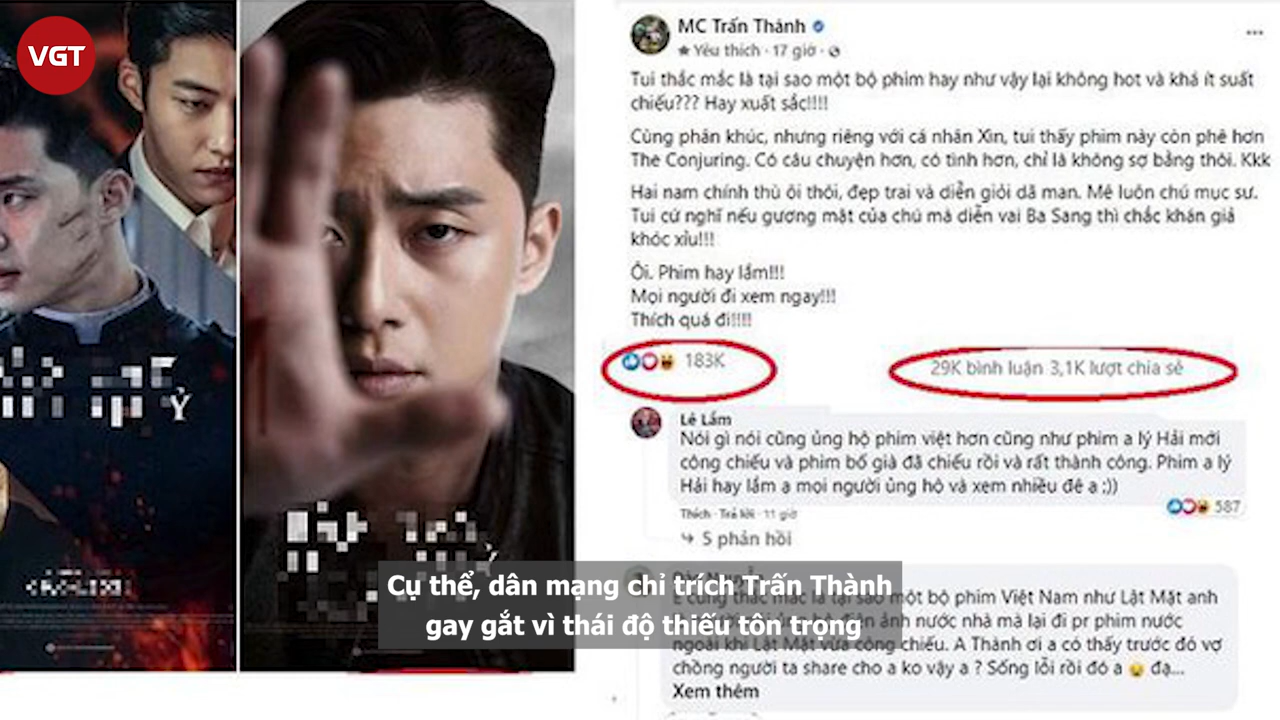 VGT
MC Trấn Thành
Yêu thích · 17 giờ ·
Tui thắc mắc là tại sao một bộ phim hay như vậy lại không hot và khá ít suất
chiếu??? Hay xuất sắc!!!!
Cùng phân khúc, nhưng riêng với cá nhân Xìn, tui thấy phim này còn phê hơn
The Conjuring. Có câu chuyện hơn, có tình hơn, chỉ là không sợ bằng thôi. Kkk
Hai nam chính thù ôi thôi, đẹp trai và diễn giỏi dã man. Mê luôn chú mục sư.
Tui cứ nghĩ nếu gương mặt của chú mà diễn vai Ba Sang thì chắc khán giả
khóc xỉu!!!
Ôi. Phim hay lắm!!!
Mọi người đi xem ngay!!!
Thích quá đi!!!!
183K
29K bình luận 3,1K lượt chia sẻ
Lê Lắm
Nói gì nói cũng ủng hộ phim việt hơn cũng như phim a lý Hải mới
công chiếu và phim bố già đã chiếu rồi và rất thành công. Phim a lý
Hải hay lắm ạ mọi người ủng hộ và xem nhiều đệ ạ ;))
Thích · Trả lời · 11 giờ
587
5 phản hồi
E cũng thắc mắc là tại sao một bộ phim Việt Nam như Lật Mặt anh
ảnh nước nhà mà lại đi pr phim nước
ngoài khi Lật Mặt vừa công chiếu. A Thành ơi a có thấy trước đó vợ
chồng người ta share cho a ko vậy a ? Sống lỗi rồi đó a đạ...
Xem thêm
Cụ thể, dân mạng chỉ trích Trấn Thành
gay gắt vì thái độ thiếu tôn trọng